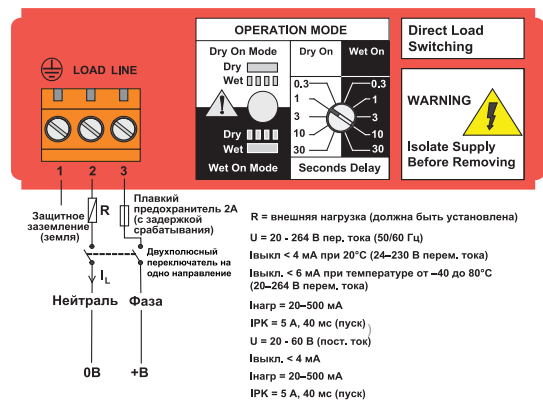 OPERATION MODE
Dry On Mode
Dry
Wet
Dry
Wet
Wet On Mode
Dry On
Wet On
0.3
0.3
1
1
3
3
10
10
30
30
Seconds Delay
Direct Load
Switching
WARNING
Isolate Supply
Before Removing
LOAD LINE
1
2
3
Защитное
заземление
(земля)
R
Плавкий
предохранитель 2А
(с задержкой
срабатывания)
Двухполюсный
переключатель на
одно направление
IL
Нейтраль
Фаза
0В
+В
R = внешняя нагрузка (должна быть установлена)
U = 20 - 264 В пер. тока (50/60 Гц)
Iвыкл < 4 мА при 20°C (24–230 В перем. тока)
Iвыкл. < 6 мА при температуре от –40 до 80°C
(20–264 В перем. тока)
Iнагр = 20–500 мА
IPK = 5 А, 40 мс (пуск)
U = 20 - 60 В (пост. ток)
Iвыкл. < 4 мА
Iнагр = 20–500 мА
IPK = 5 А, 40 мс (пуск)